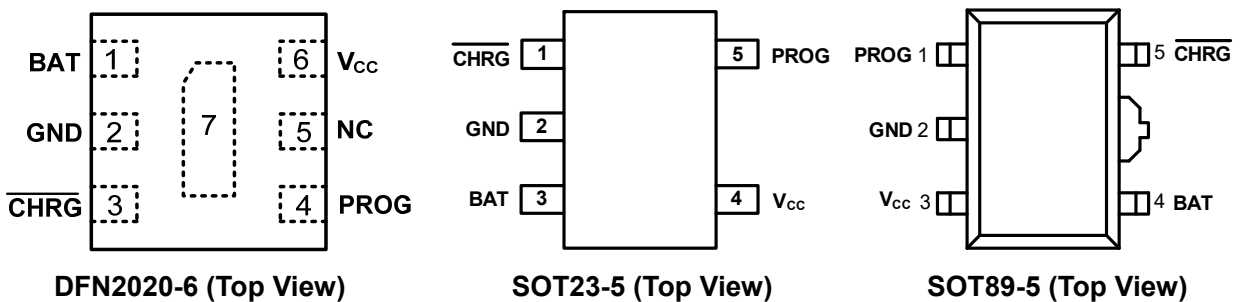 BAT 1 6 VCC
GND 2 7 5 NC
CHRG 3 4 PROG
DFN2020-6 (Top View)
CHRG 1 5 PROG
GND 2
BAT 3 4 VCC
SOT23-5 (Top View)
PROG 1 5 CHRG
GND 2
VCC 3 4 BAT
SOT89-5 (Top View)